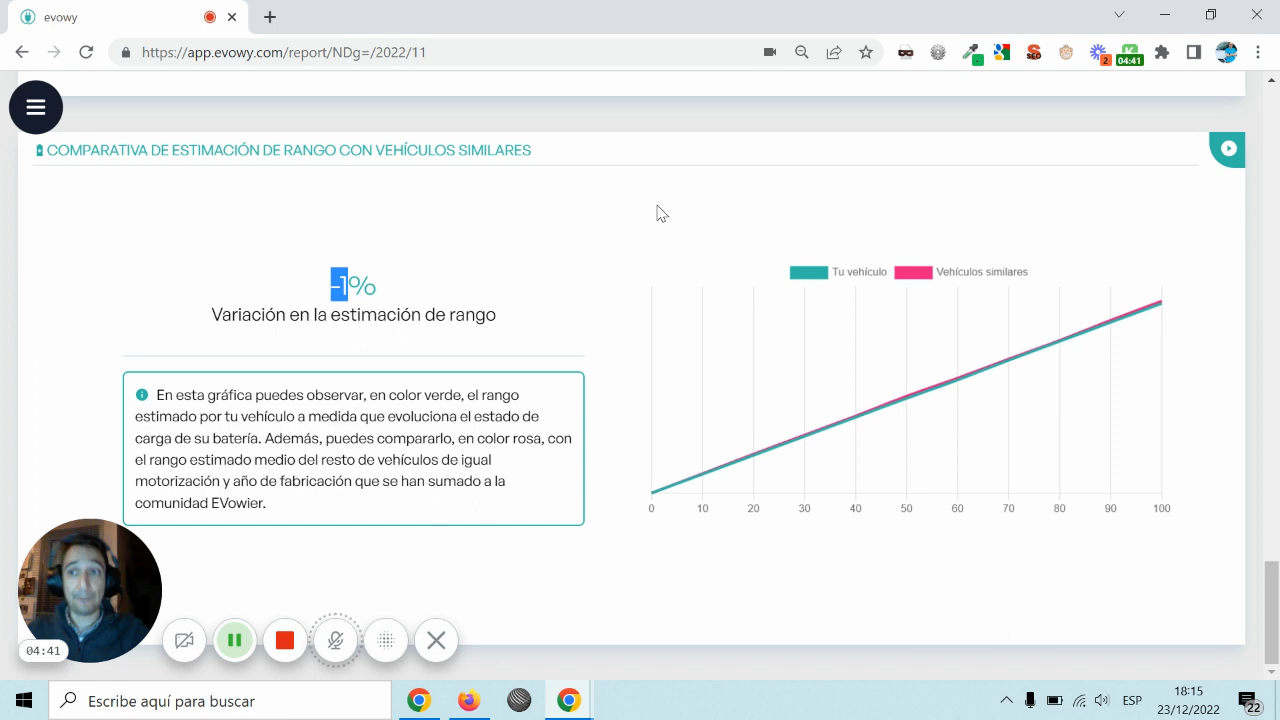 evowy
https://app.evowy.com/report/NDg=/2022/11
SEO
2
04:41
COMPARATIVA DE ESTIMACIÓN DE RANGO CON VEHÍCULOS SIMILARES
-1%
Variación en la estimación de rango
En esta gráfica puedes observar, en color verde, el rango
estimado por tu vehículo a medida que evoluciona el estado de
carga de su batería. Además, puedes compararlo, en color rosa, con
el rango estimado medio del resto de vehículos de igual
motorización y año de fabricación que se han sumado a la
comunidad EVowier.
Tu vehículo
Vehículos similares
0 10 20 30 40 50 60 70 80 90 100
04:41
Escribe aquí para buscar
ESP
18:15
23/12/2022
22